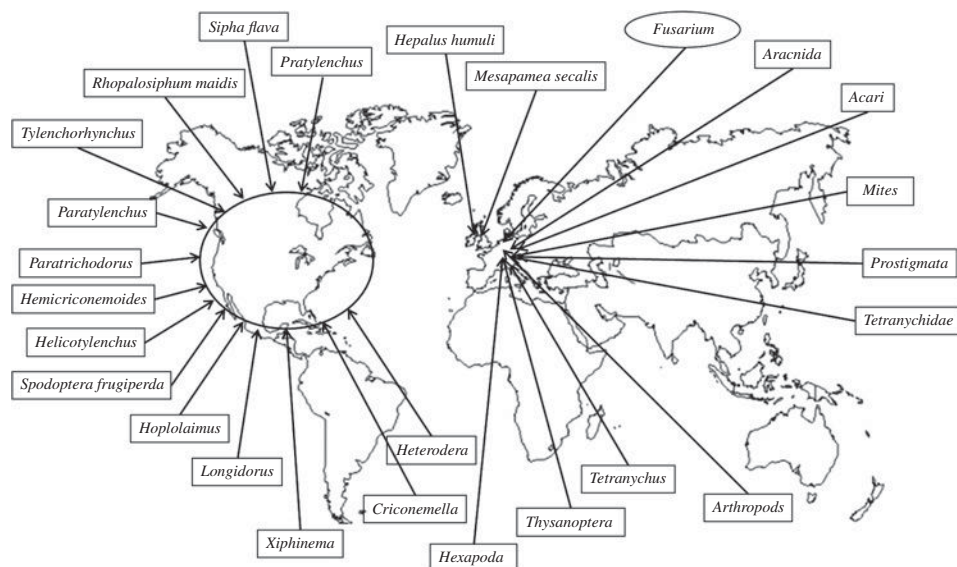 Sipha flava
Hepalus humuli
Fusarium
Rhopalosiphum maidis
Pratylenchus
Mesapamea secalis
Aracnida
Acari
Tylenchorhynchus
Mites
Paratylenchus
Paratrichodorus
Prostigmata
Hemicriconemoides
Tetranychidae
Helicotylenchus
Spodoptera frugiperda
Hoplolaimus
Heterodera
Longidorus
Tetranychus
Criconemella
Arthropods
Thysanoptera
Xiphinema
Hexapoda